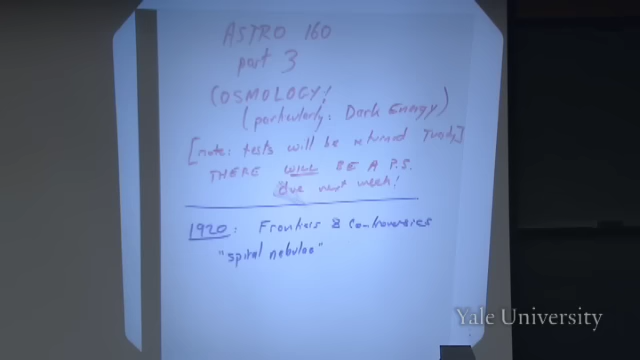 ASTRO 160
part 3
COSMOLOGY!
(particularly: Dark Energy)
[note: tests will be returned Tuesday]
THERE WILL BE A P.S.
due next week!
1920: Frontiers & Controversies
"spiral nebulae"
Yale University